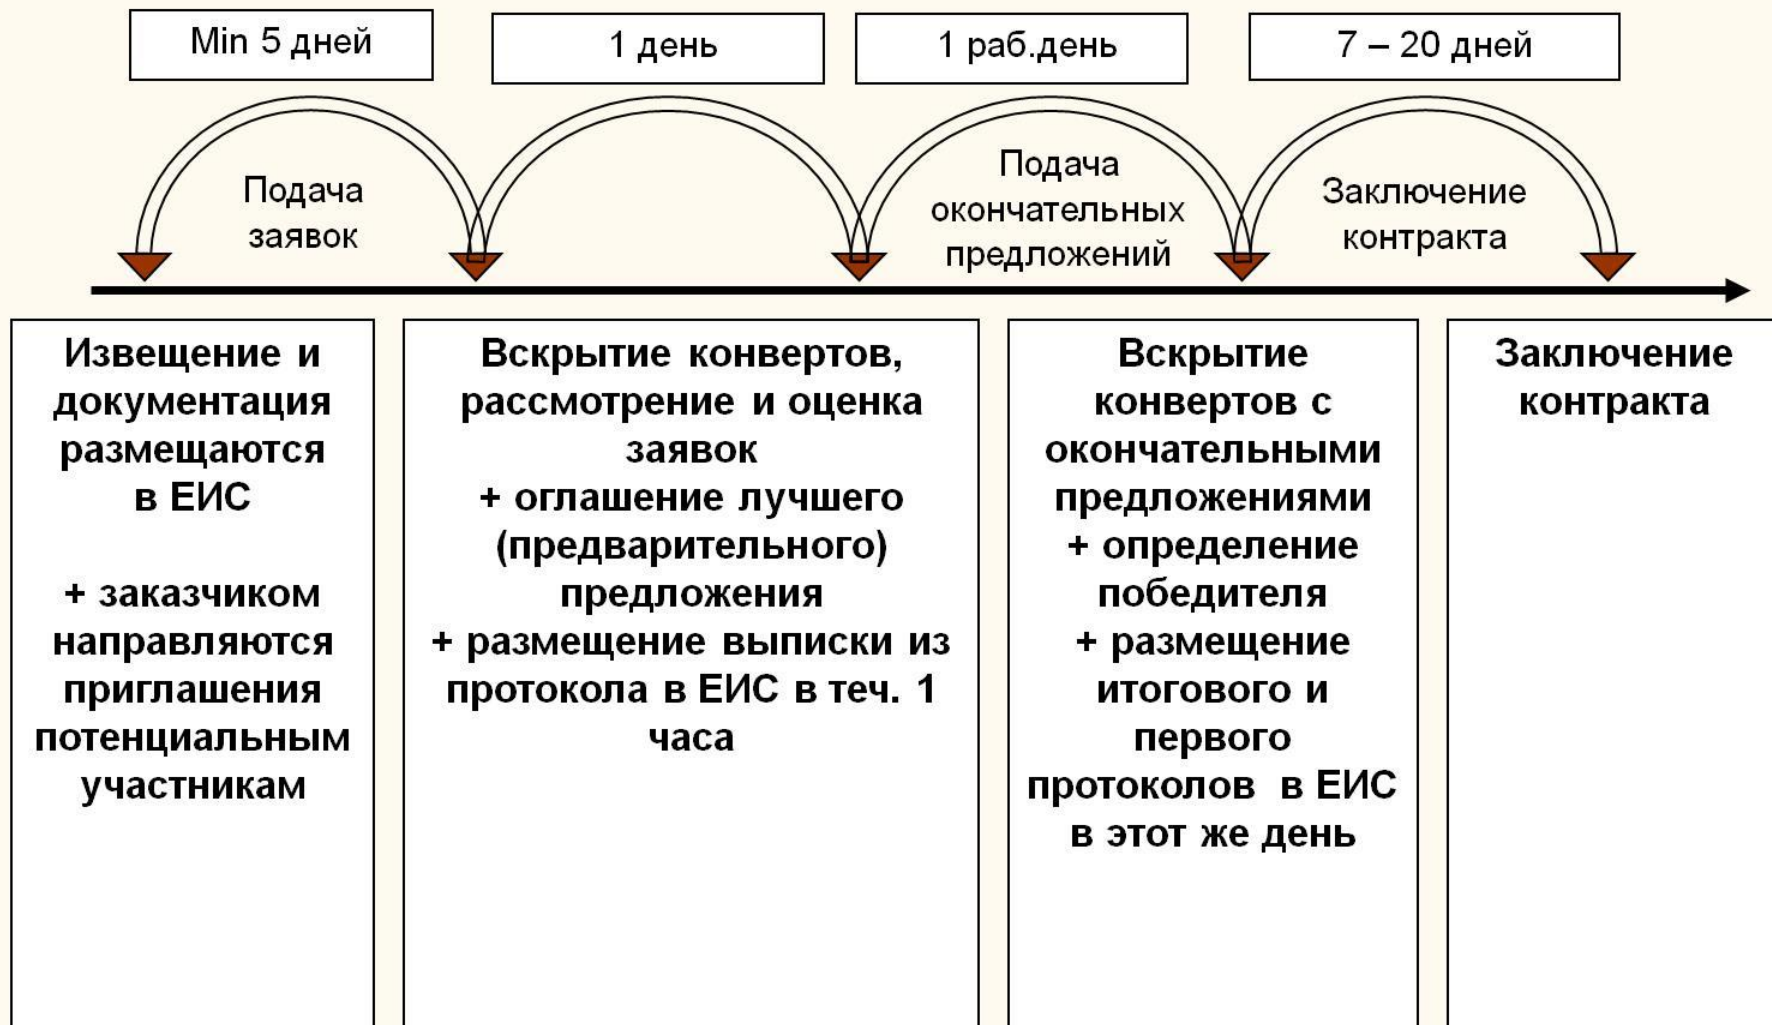 Min 5 дней
1 день
1 раб.день
7 – 20 дней
Подача
заявок
Подача
окончательных
предложений
Заключение
контракта
Извещение и
документация
размещаются
в ЕИС
+ заказчиком
направляются
приглашения
потенциальным
участникам
Вскрытие конвертов,
рассмотрение и оценка
заявок
+ оглашение лучшего
(предварительного)
предложения
+ размещение выписки из
протокола в ЕИС в теч. 1
часа
Вскрытие
конвертов с
окончательными
предложениями
+ определение
победителя
+ размещение
итогового и
первого
протоколов в ЕИС
в этот же день
Заключение
контракта